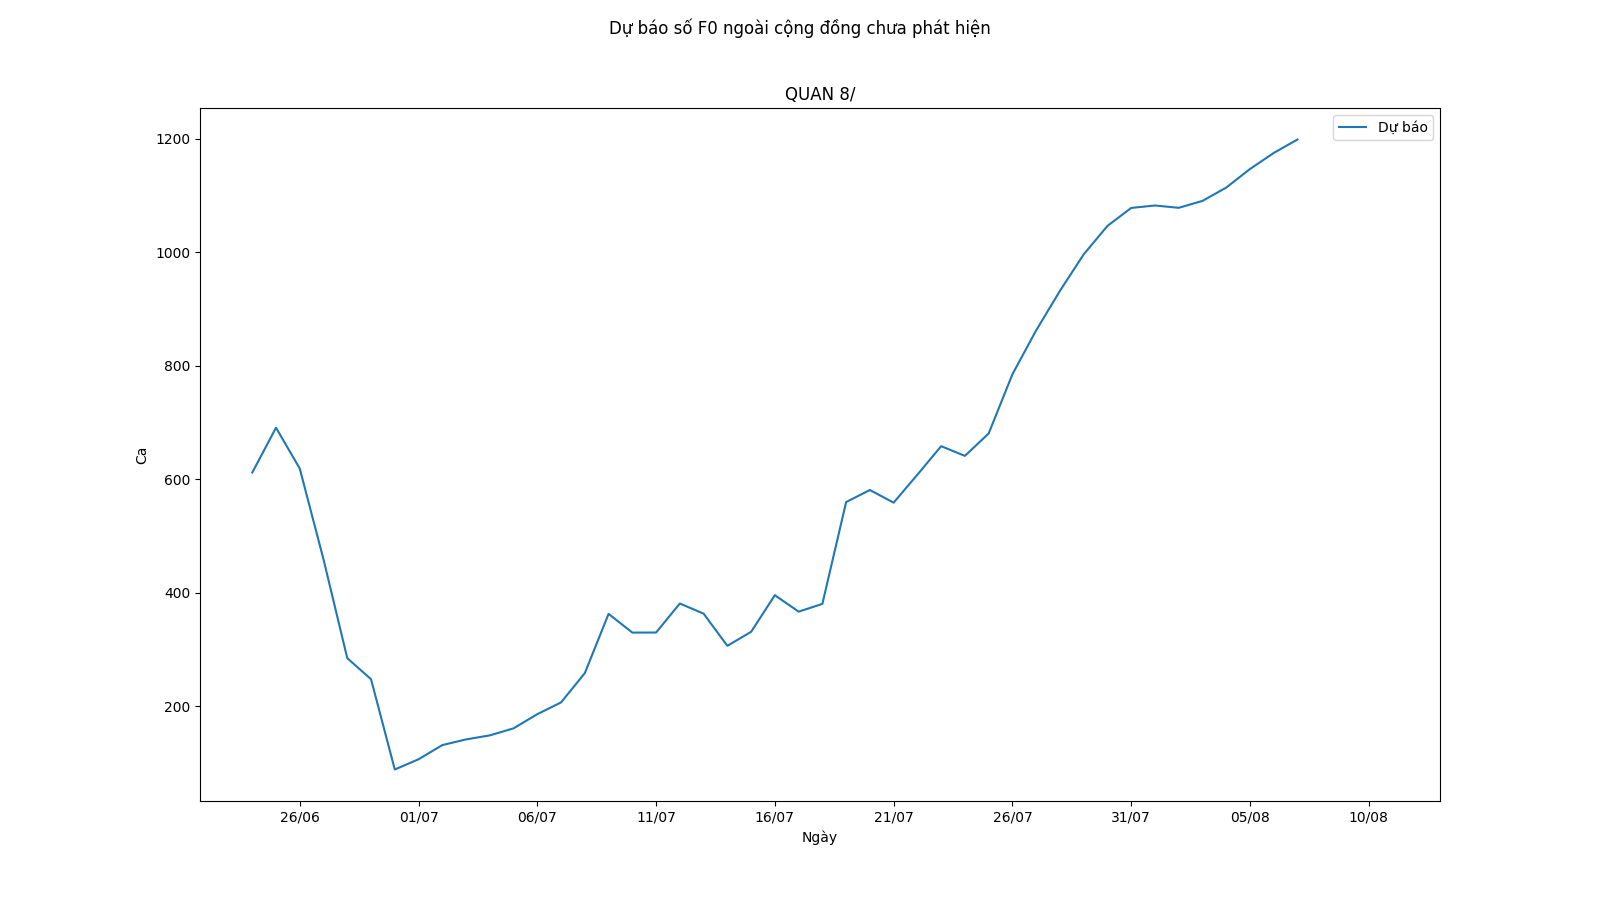 Dự báo số F0 ngoài cộng đồng chưa phát hiện
QUAN 8/
Dự báo
1200
1000
800
600
400
200
Ca
26/06 01/07 06/07 11/07 16/07 21/07 26/07 31/07 05/08 10/08
Ngày